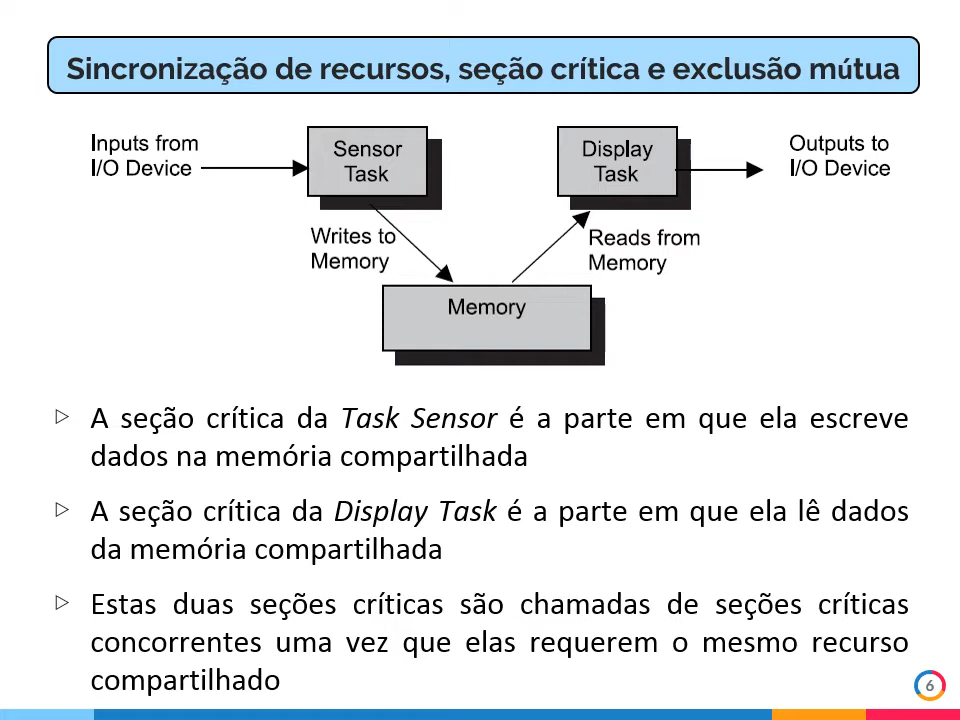 Sincronização de recursos, seção crítica e exclusão mútua
Inputs from
I/O Device
Sensor
Task
Display
Task
Outputs to
I/O Device
Writes to
Memory
Reads from
Memory
Memory
A seção crítica da Task Sensor é a parte em que ela escreve
dados na memória compartilhada
A seção crítica da Display Task é a parte em que ela lê dados
da memória compartilhada
Estas duas seções críticas são chamadas de seções críticas
concorrentes uma vez que elas requerem o mesmo recurso
compartilhado
6